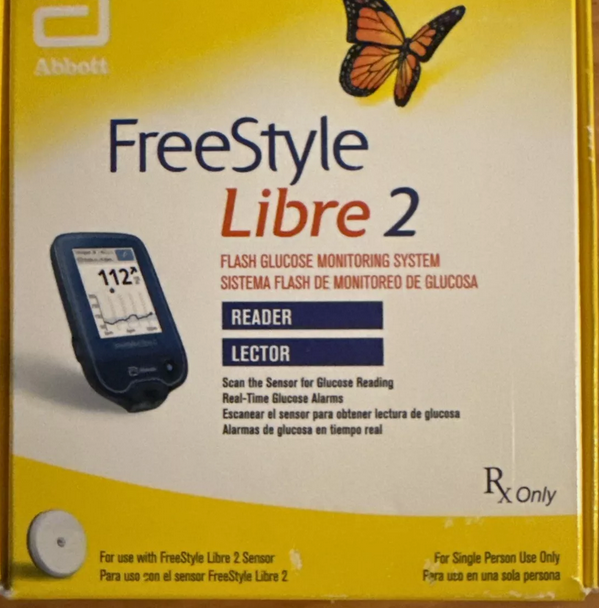 Abbott
FreeStyle
Libre 2
FLASH GLUCOSE MONITORING SYSTEM
SISTEMA FLASH DE MONITOREO DE GLUCOSA
112
READER
LECTOR
Scan the Sensor for Glucose Reading
Real-Time Glucose Alarms
Escanear el sensor para obtener lectura de glucosa
Alarmas de glucosa en tiempo real
Abbott
Rx Only
For use with FreeStyle Libre 2 Sensor
Para uso con el sensor FreeStyle Libre 2
For Single Person Use Only
Para uso en una sola persona